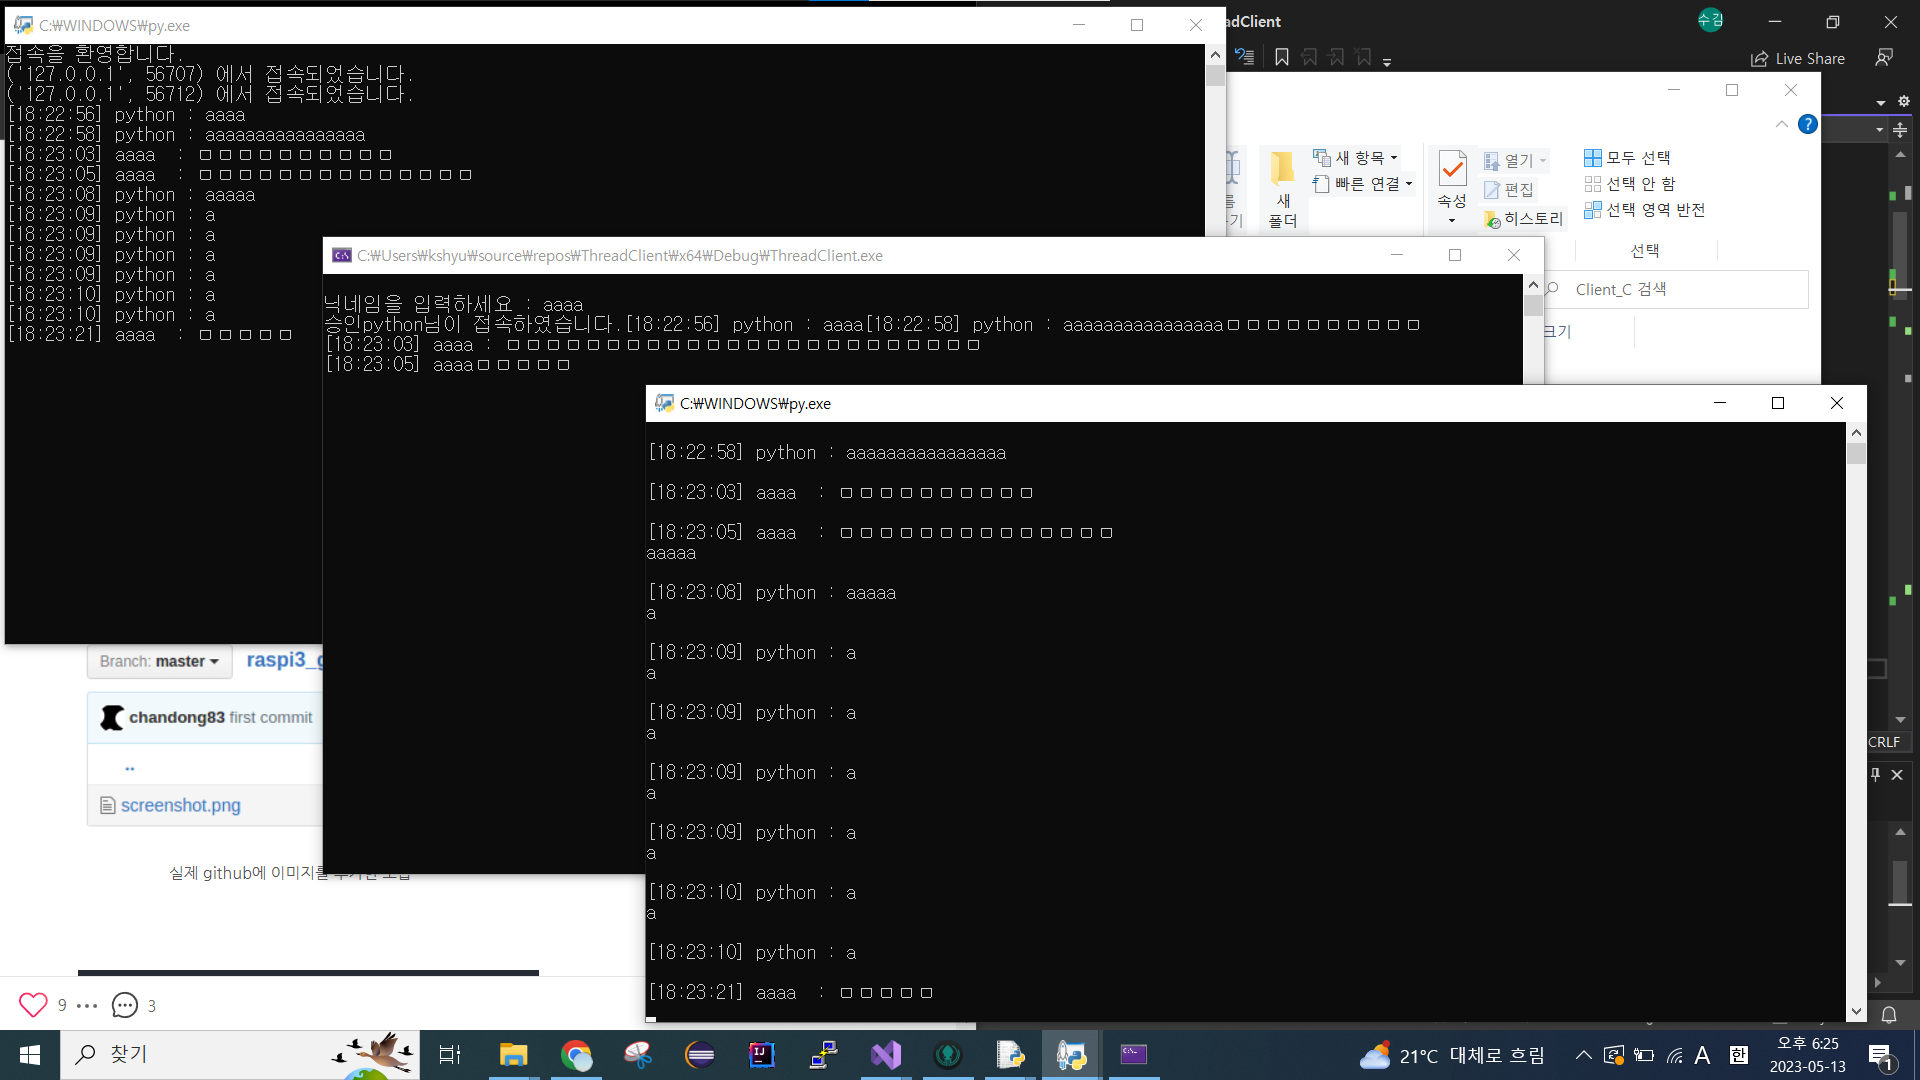 C:₩WINDOWS₩py.exe
접속을 환영합니다.
('127.0.0.1', 56707) 에서 접속되었습니다.
('127.0.0.1', 56712) 에서 접속되었습니다.
[18:22:56] python : aaaa
[18:22:58] python : aaaaaaaaaaaaaaaa
[18:23:03] aaaa : ㅁㅁㅁㅁㅁㅁㅁㅁㅁㅁ
[18:23:05] aaaa : ㅁㅁㅁㅁㅁㅁㅁㅁㅁㅁㅁㅁㅁㅁ
[18:23:08] python : aaaaa
[18:23:09] python : a
[18:23:09] python : a
[18:23:09] python : a
[18:23:09] python : a
[18:23:10] python : a
[18:23:10] python : a
[18:23:21] aaaa : ㅁㅁㅁㅁㅁ
adClient
수김
Live Share
새 폴더
새 항목
빠른 연결
속성
열기
편집
히스토리
모두 선택
선택 안 함
선택 영역 반전
선택
Client_C 검색
크기
C:₩Users₩kshyu₩source₩repos₩ThreadClient₩x64₩Debug₩ThreadClient.exe
닉네임을 입력하세요 : aaaa
승인python님이 접속하였습니다.[18:22:56] python : aaaa[18:22:58] python : aaaaaaaaaaaaaaaaㅁㅁㅁㅁㅁㅁㅁㅁㅁㅁ
[18:23:03] aaaa : ㅁㅁㅁㅁㅁㅁㅁㅁㅁㅁㅁㅁㅁㅁㅁㅁㅁㅁㅁㅁㅁㅁㅁㅁ
[18:23:05] aaaaㅁㅁㅁㅁㅁ
C:₩WINDOWS₩py.exe
[18:22:58] python : aaaaaaaaaaaaaaaa
[18:23:03] aaaa : ㅁㅁㅁㅁㅁㅁㅁㅁㅁㅁ
[18:23:05] aaaa : ㅁㅁㅁㅁㅁㅁㅁㅁㅁㅁㅁㅁㅁㅁ
aaaaa
[18:23:08] python : aaaaa
a
[18:23:09] python : a
a
[18:23:09] python : a
a
[18:23:09] python : a
a
[18:23:09] python : a
a
[18:23:10] python : a
a
[18:23:10] python : a
[18:23:21] aaaa : ㅁㅁㅁㅁㅁ
CRLF
Branch: master
raspi3_g
chandong83 first commit
..
screenshot.png
실제 github에 이미지를
9
3
찾기
21°C 대체로 흐림
A
한
오후 6:25
2023-05-13
1